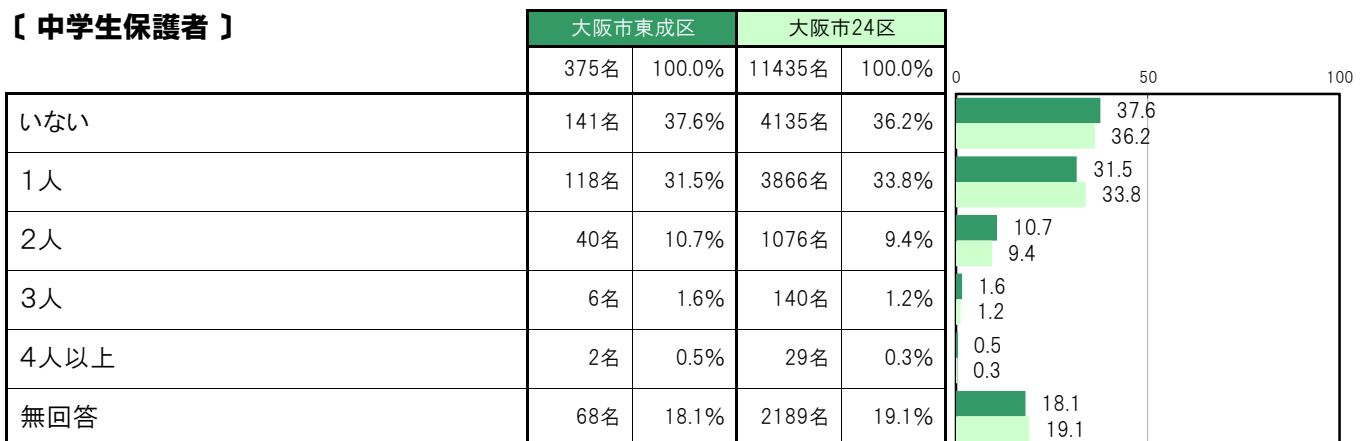 〔 中学生保護者 〕
大阪市東成区 大阪市24区
375名 100.0% 11435名 100.0%
0 50 100
いない 141名 37.6% 4135名 36.2% 37.6
36.2
1人 118名 31.5% 3866名 33.8% 31.5
33.8
2人 40名 10.7% 1076名 9.4% 10.7
9.4
3人 6名 1.6% 140名 1.2% 1.6
1.2
4人以上 2名 0.5% 29名 0.3% 0.5
0.3
無回答 68名 18.1% 2189名 19.1% 18.1
19.1